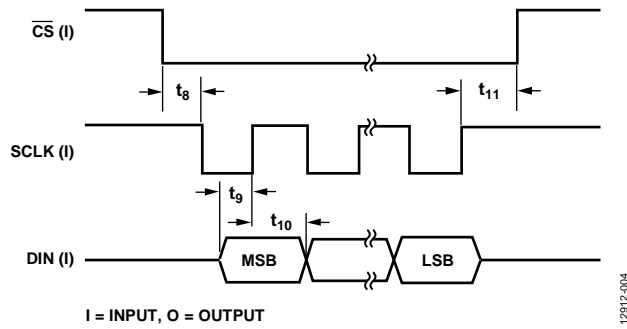 CS (I)
t8
t11
SCLK (I)
t9
t10
DIN (I)
MSB
LSB
I = INPUT, O = OUTPUT
12912-004